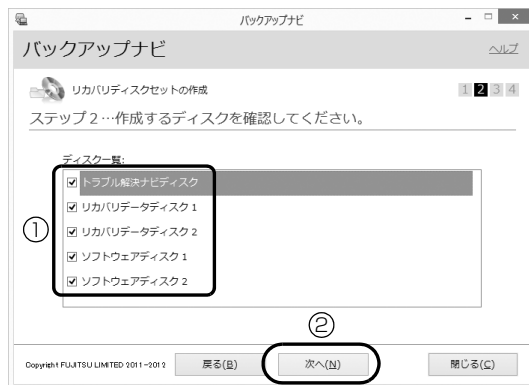 バックアップナビ
バックアップナビ
ヘルプ
リカバリディスクセットの作成
1 2 3 4
ステップ2…作成するディスクを確認してください。
ディスク一覧:
①
トラブル解決ナビディスク
リカバリデータディスク1
リカバリデータディスク2
ソフトウェアディスク1
ソフトウェアディスク2
②
Copyright FUJITSU LIMITED 2011-2012
戻る(B)
次へ(N)
閉じる(C)